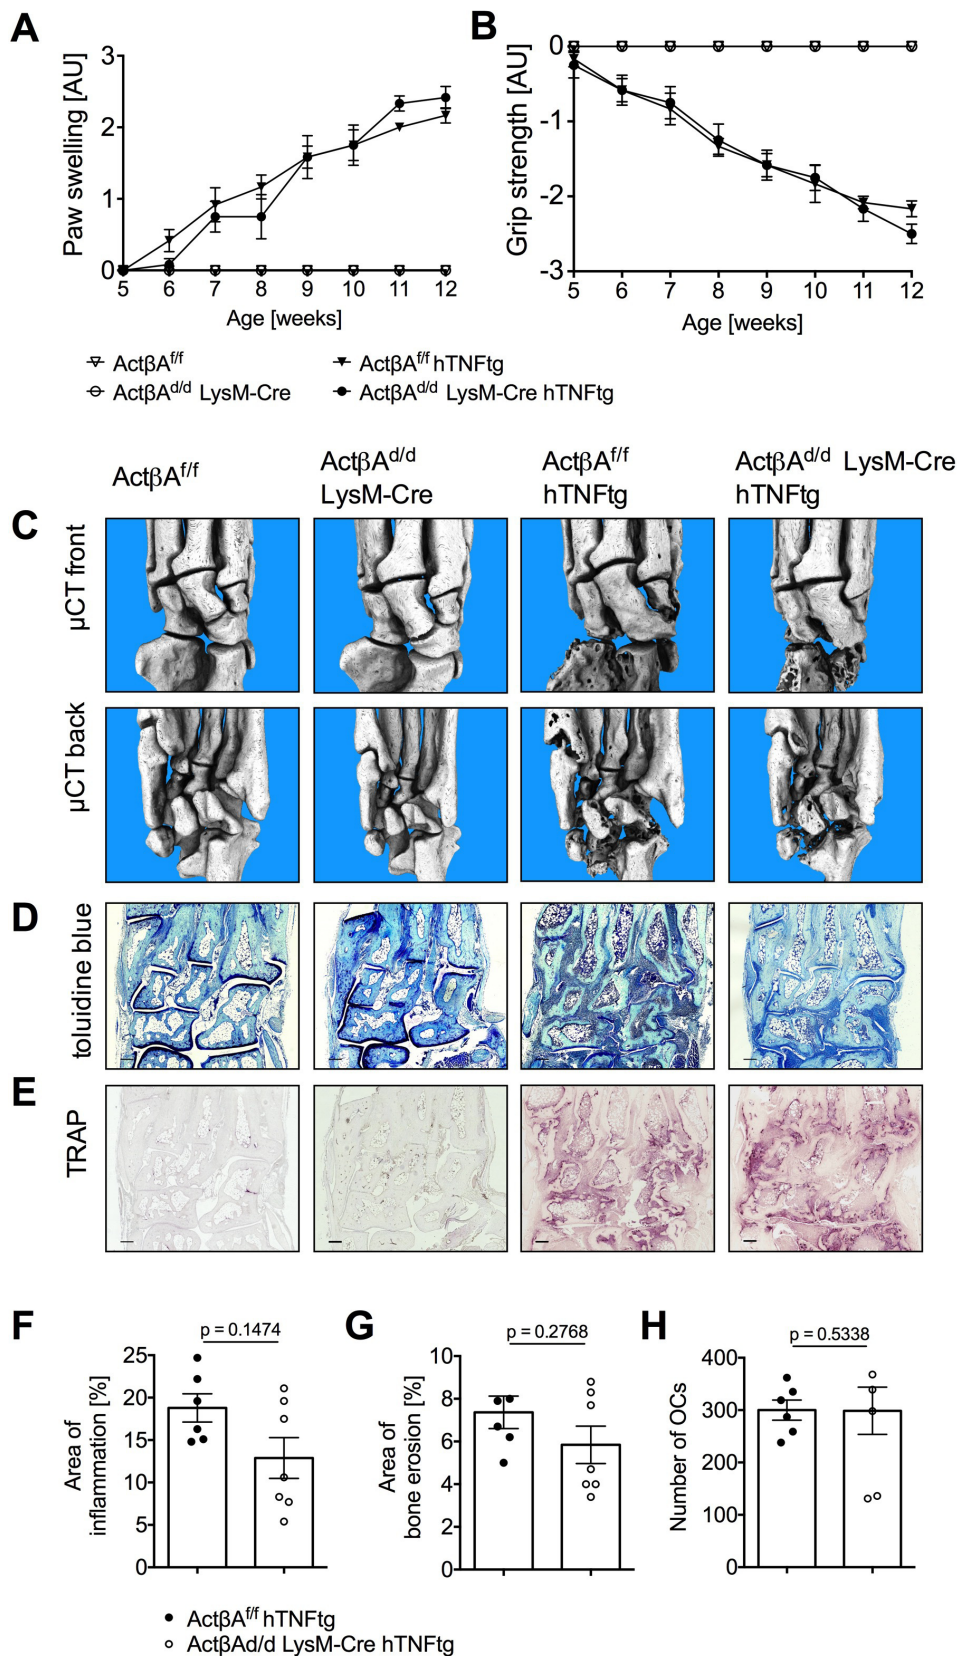 A
B
3
2
1
0
Paw swelling [AU]
5 6 7 8 9 10 11 12
Age [weeks]
0
-1
-2
-3
Grip strength [AU]
5 6 7 8 9 10 11 12
Age [weeks]
ActβA^f/f
ActβA^f/f hTNFtg
ActβA^d/d LysM-Cre
ActβA^d/d LysM-Cre hTNFtg
ActβA^f/f
ActβA^d/d
LysM-Cre
ActβA^f/f
hTNFtg
ActβA^d/d LysM-Cre
hTNFtg
C
µCT front
µCT back
D
toluidine blue
E
TRAP
F
p = 0.1474
25
20
15
10
5
0
Area of
inflammation [%]
G
p = 0.2768
10
8
6
4
2
0
Area of
bone erosion [%]
H
p = 0.5338
400
300
200
100
0
Number of OCs
ActβA^f/f hTNFtg
ActβAd/d LysM-Cre hTNFtg